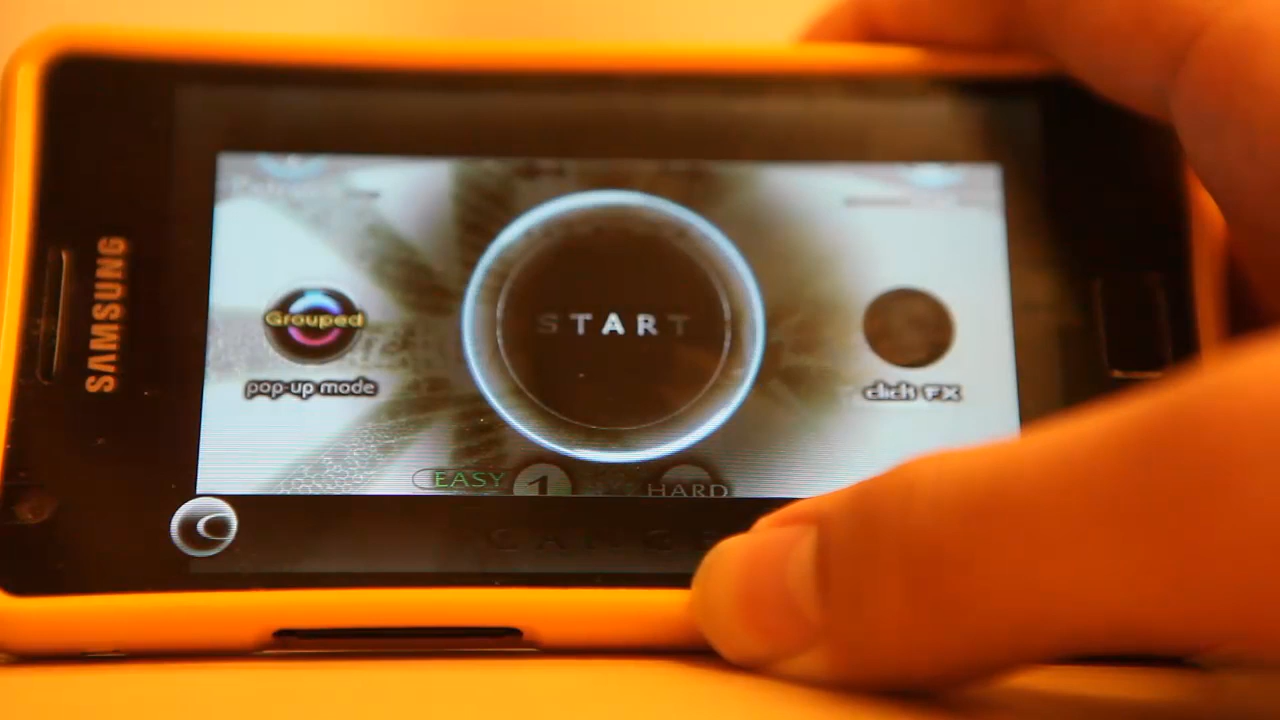 SAMSUNG
START
Grouped
pop-up mode
click FX
EASY
1
HARD